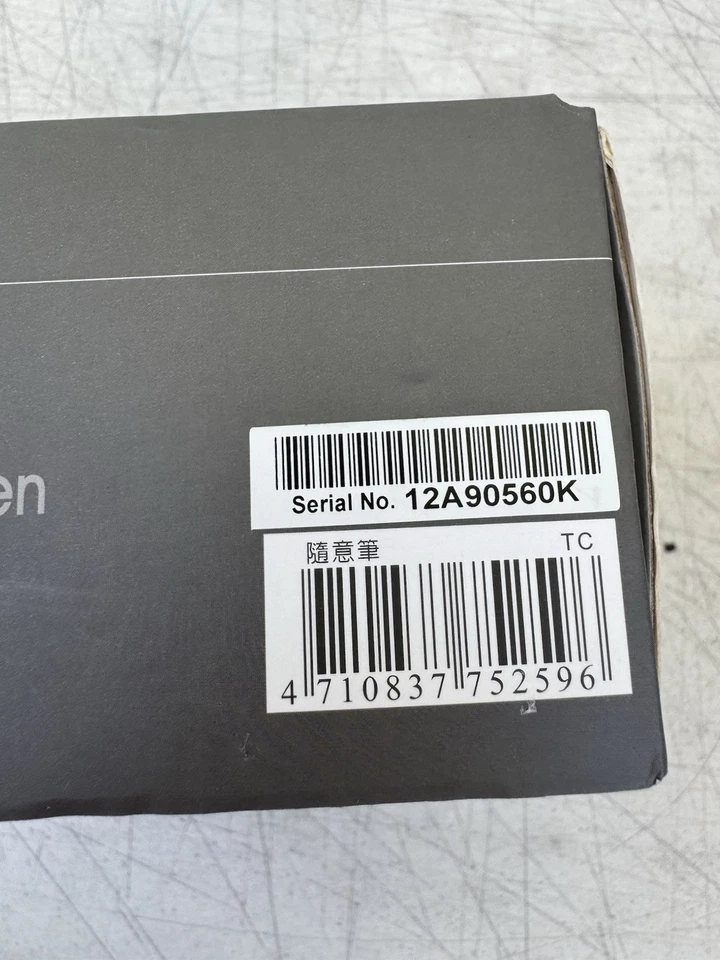 en
Serial No. 12A90560K
隨意筆 TC
4 710837 752596